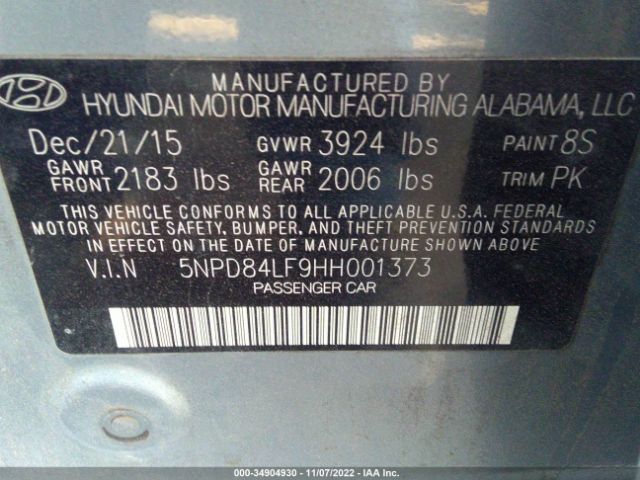 MANUFACTURED BY
HYUNDAI MOTOR MANUFACTURING ALABAMA, LLC
Dec/21/15 GVWR 3924 lbs PAINT 8S
GAWR FRONT 2183 lbs GAWR REAR 2006 lbs TRIM PK
THIS VEHICLE CONFORMS TO ALL APPLICABLE U.S.A. FEDERAL
MOTOR VEHICLE SAFETY, BUMPER, AND THEFT PREVENTION STANDARDS
IN EFFECT ON THE DATE OF MANUFACTURE SHOWN ABOVE.
V.I.N 5NPD84LF9HH001373
PASSENGER CAR
000-34904930 - 11/07/2022 - IAA Inc.